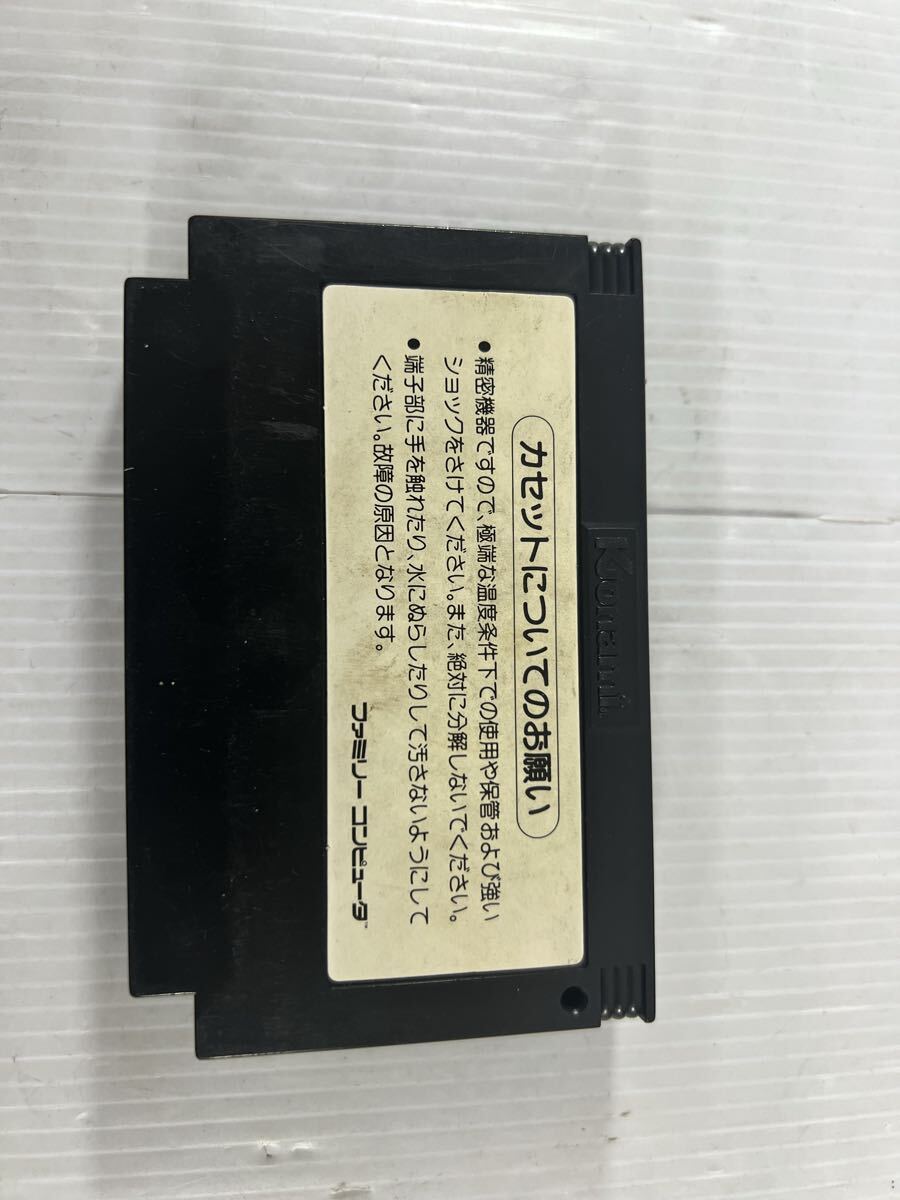 Konami
カセットについてのお願い
●精密機器ですので、極端な温度条件下での使用や保管および強い
ショックをさけてください。また、絶対に分解しないでください。
●端子部に手を触れたり、水にぬらしたりして汚さないようにして
ください。故障の原因となります。
ファミリー コンピュータ™